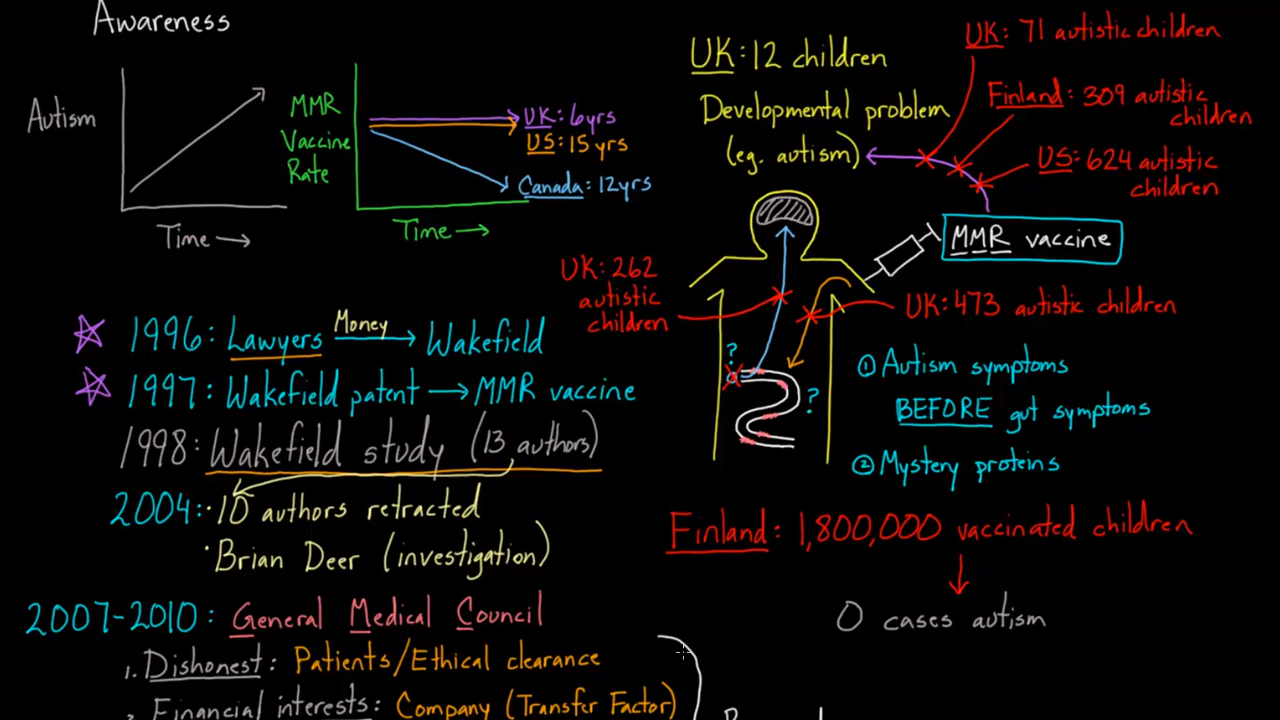 Awareness
Autism
Time →
MMR
Vaccine
Rate
UK: 6yrs
US: 15 yrs
Canada: 12yrs
Time →
1996: Lawyers Money → Wakefield
1997: Wakefield patent → MMR vaccine
1998: Wakefield study (13 authors)
2004: · 10 authors retracted
· Brian Deer (investigation)
2007-2010: General Medical Council
1. Dishonest: Patients/Ethical clearance
Financial interests: Company (Transfer Factor)
UK: 12 children
Developmental problem
(eg. autism)
UK: 71 autistic children
Finland: 309 autistic
children
US: 624 autistic
children
MMR vaccine
UK: 262
autistic
children
UK: 473 autistic children
?
?
① Autism symptoms
BEFORE gut symptoms
② Mystery proteins
Finland: 1,800,000 vaccinated children
0 cases autism